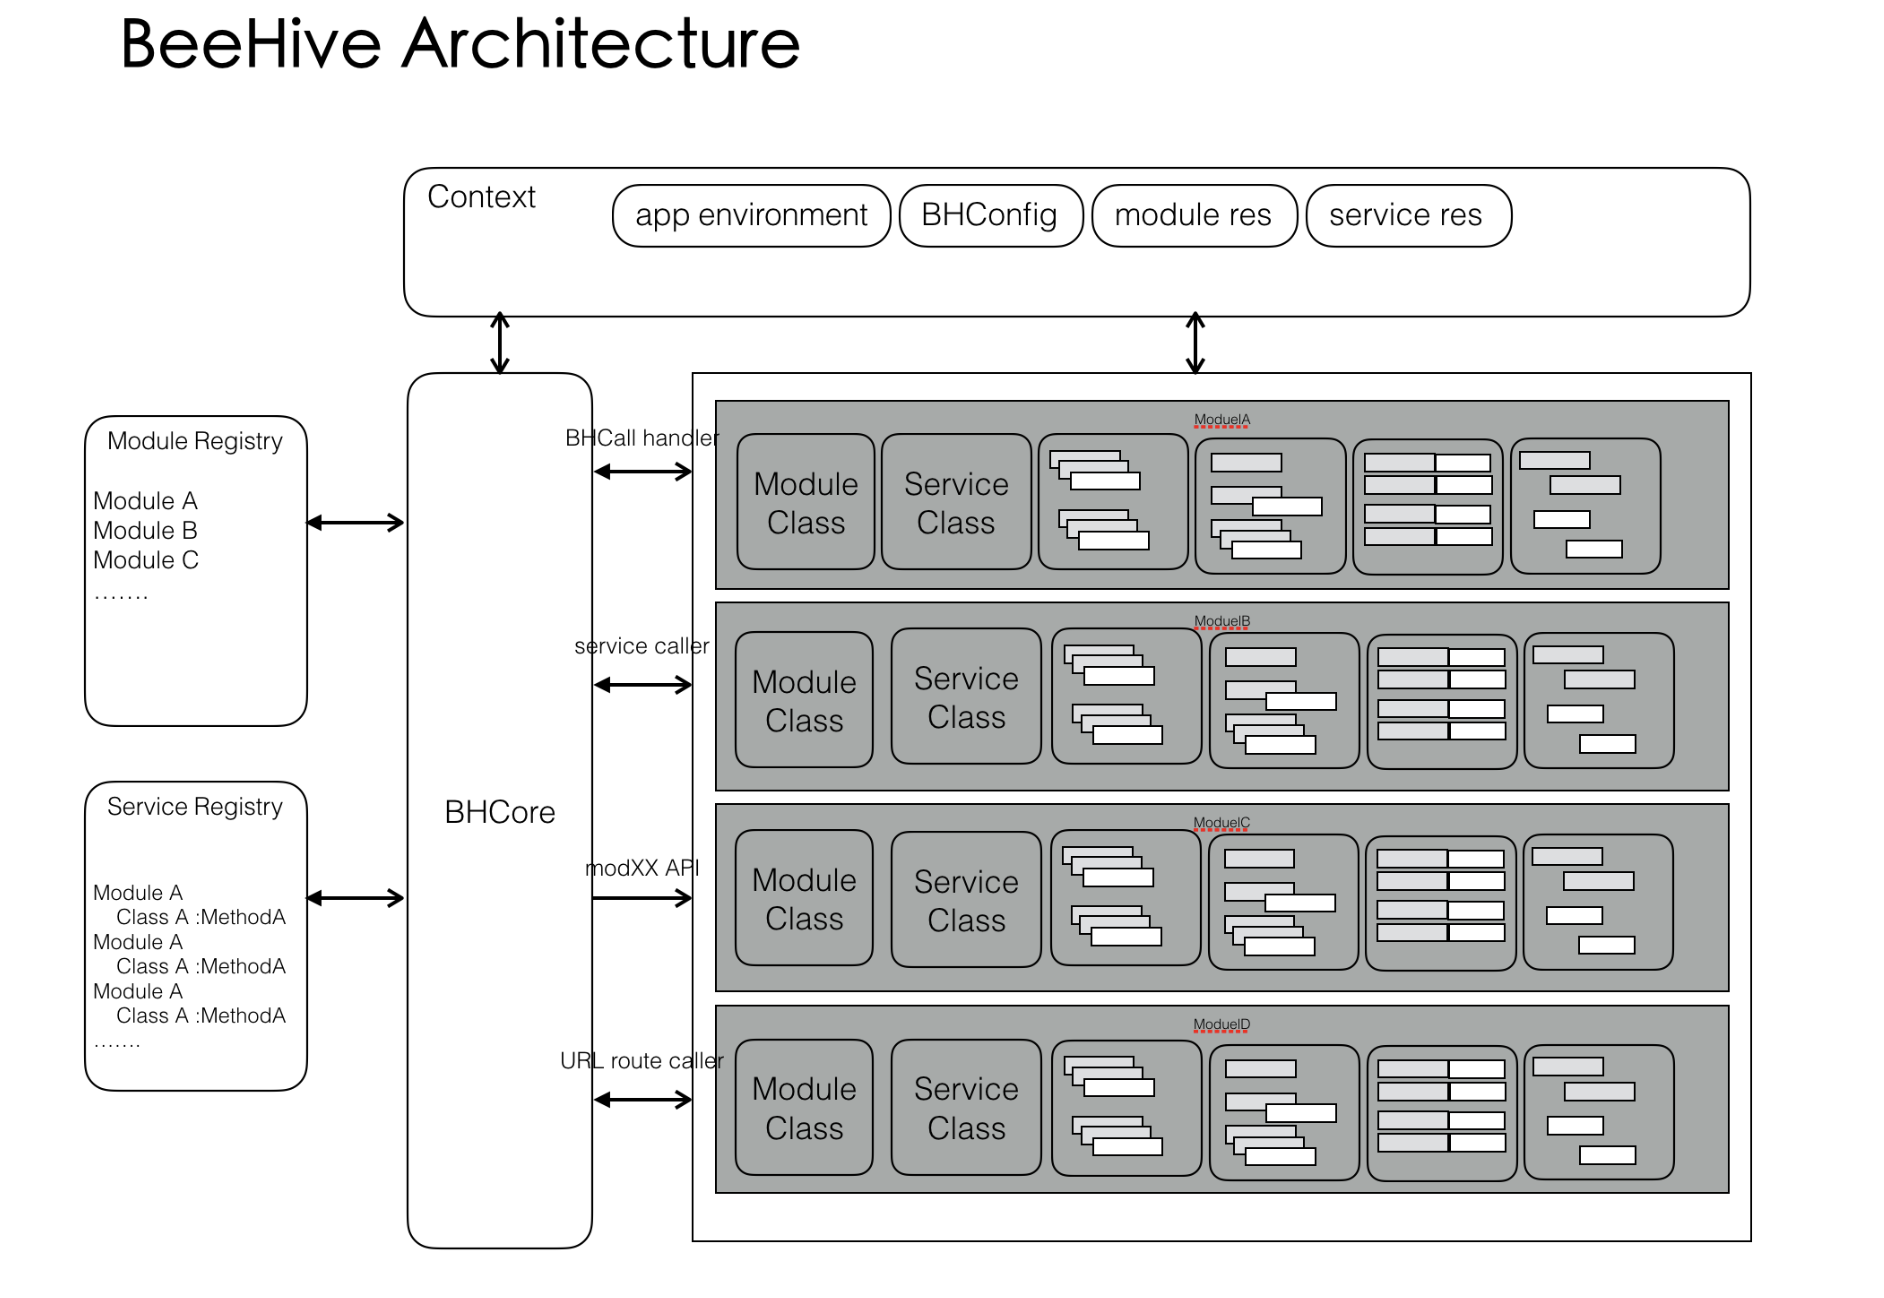 BeeHive Architecture
Context
app environment
BHConfig
module res
service res
Module Registry
Module A
Module B
Module C
.......
Service Registry
Module A
Class A :MethodA
Module A
Class A :MethodA
Module A
Class A :MethodA
.......
BHCore
BHCall handler
service caller
modXX API
URL route caller
ModuelA
Module
Class
Service
Class
ModuelB
Module
Class
Service
Class
ModuelC
Module
Class
Service
Class
ModuelD
Module
Class
Service
Class